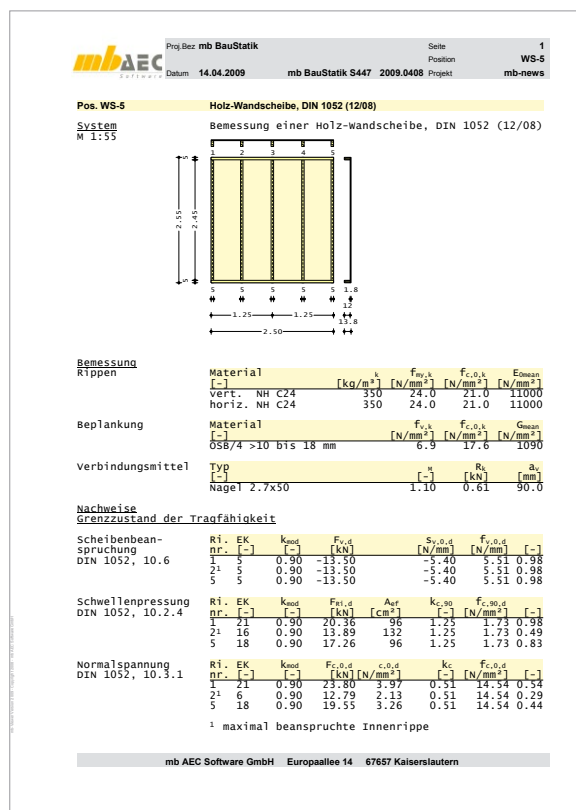 mbAEC
Software
Proj.Bez mb BauStatik Seite 1
Position WS-5
Datum 14.04.2009 mb BauStatik S447 2009.0408 Projekt mb-news
Pos. WS-5 Holz-Wandscheibe, DIN 1052 (12/08)
System Bemessung einer Holz-Wandscheibe, DIN 1052 (12/08)
M 1:55
1 2 3 4 5
5
2.55 2.45
5
5 5 5 5 5 1.8
12
1.25 1.25 13.8
2.50
Bemessung
Rippen Material k fmy,k fc,0,k E0mean
[-] [kg/m³] [N/mm²] [N/mm²] [N/mm²]
vert. NH C24 350 24.0 21.0 11000
horiz. NH C24 350 24.0 21.0 11000
Beplankung Material fv,k fc,0,k Gmean
[-] [N/mm²] [N/mm²] [N/mm²]
OSB/4 >10 bis 18 mm 6.9 17.6 1090
Verbindungsmittel Typ M Rk av
[-] [-] [kN] [mm]
Nagel 2.7x50 1.10 0.61 90.0
Nachweise
Grenzzustand der Tragfähigkeit
Scheibenbean- Ri. EK kmod Fv,d sv,0,d fv,0,d
spruchung nr. [-] [-] [kN] [N/mm] [N/mm] [-]
DIN 1052, 10.6 1 5 0.90 -13.50 -5.40 5.51 0.98
2¹ 5 0.90 -13.50 -5.40 5.51 0.98
5 5 0.90 -13.50 -5.40 5.51 0.98
Schwellenpressung Ri. EK kmod FRi,d Aef kc,90 fc,90,d
DIN 1052, 10.2.4 nr. [-] [-] [kN] [cm²] [-] [N/mm²] [-]
1 21 0.90 20.36 96 1.25 1.73 0.98
2¹ 16 0.90 13.89 132 1.25 1.73 0.49
5 18 0.90 17.26 96 1.25 1.73 0.83
Normalspannung Ri. EK kmod Fc,0,d c,0,d kc fc,0,d
DIN 1052, 10.3.1 nr. [-] [-] [kN] [N/mm²] [-] [N/mm²] [-]
1 21 0.90 23.80 3.97 0.51 14.54 0.54
2¹ 6 0.90 12.79 2.13 0.51 14.54 0.29
5 18 0.90 19.55 3.26 0.51 14.54 0.44
¹ maximal beanspruchte Innenrippe
mb AEC Software GmbH Europaallee 14 67657 Kaiserslautern